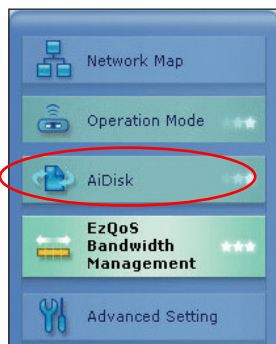 Network Map
Operation Mode
AiDisk
EzQoS
Bandwidth
Management
Advanced Setting